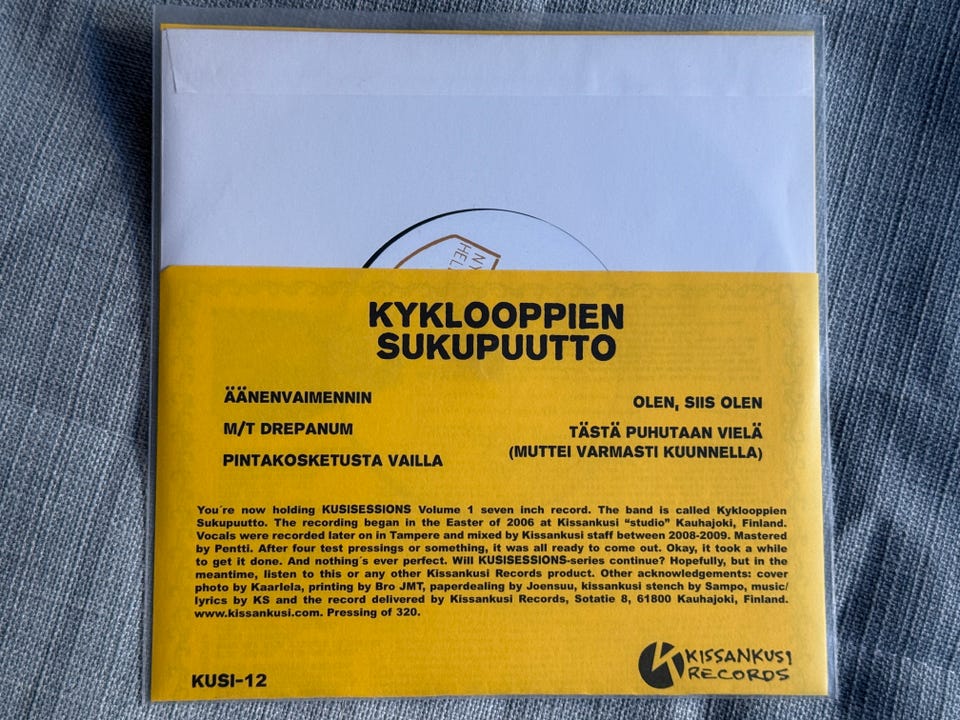 NY
HEL
KYKLOOPPIEN
SUKUPUUTTO
ÄÄNENVAIMENNIN
M/T DREPANUM
PINTAKOSKETUSTA VAILLA
OLEN, SIIS OLEN
TÄSTÄ PUHUTAAN VIELÄ
(MUTTEI VARMASTI KUUNNELLA)
You´re now holding KUSISESSIONS Volume 1 seven inch record. The band is called Kyklooppien
Sukupuutto. The recording began in the Easter of 2006 at Kissankusi “studio” Kauhajoki, Finland.
Vocals were recorded later on in Tampere and mixed by Kissankusi staff between 2008-2009. Mastered
by Pentti. After four test pressings or something, it was all ready to come out. Okay, it took a while
to get it done. And nothing´s ever perfect. Will KUSISESSIONS-series continue? Hopefully, but in the
meantime, listen to this or any other Kissankusi Records product. Other acknowledgements: cover
photo by Kaarlela, printing by Bro JMT, paperdealing by Joensuu, kissankusi stench by Sampo, music/
lyrics by KS and the record delivered by Kissankusi Records, Sotatie 8, 61800 Kauhajoki, Finland.
www.kissankusi.com. Pressing of 320.
KUSI-12
KISSANKUSI
RECORDS